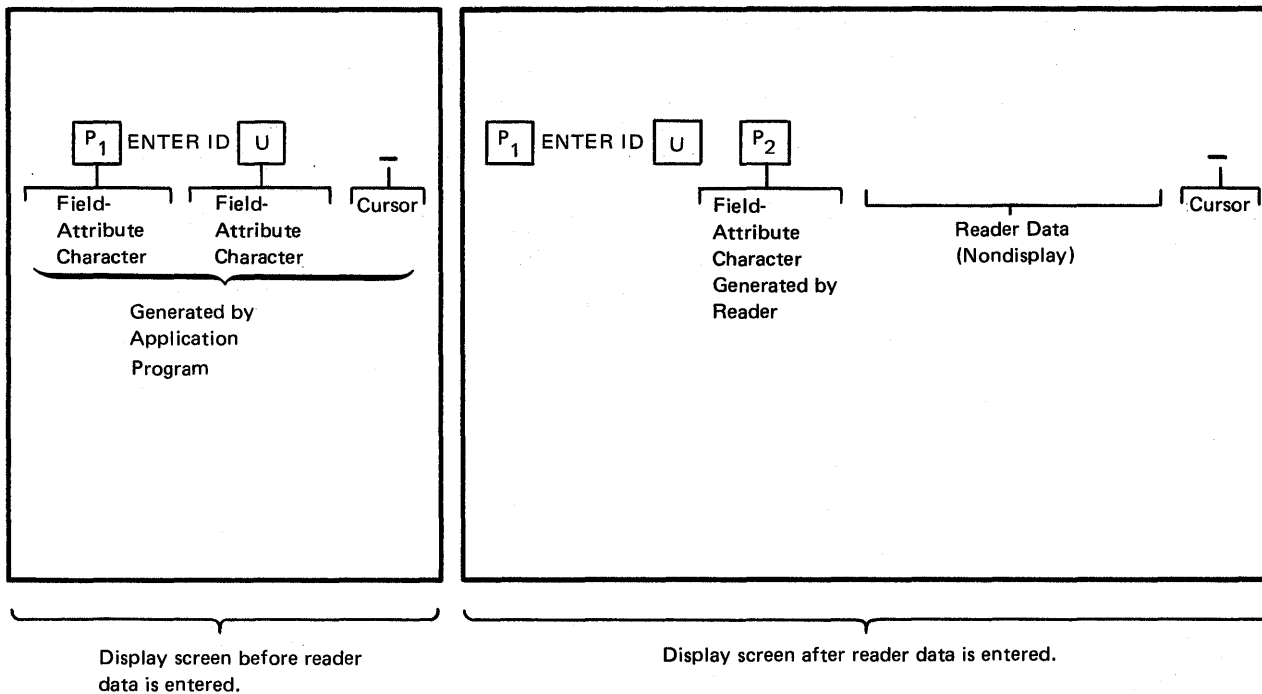 P1 ENTER ID U
Field-
Attribute
Character
Field-
Attribute
Character
Cursor
Generated by
Application
Program
Display screen before reader
data is entered.
P1 ENTER ID U P2
Field-
Attribute
Character
Generated by
Reader
Reader Data
(Nondisplay)
Cursor
Display screen after reader data is entered.